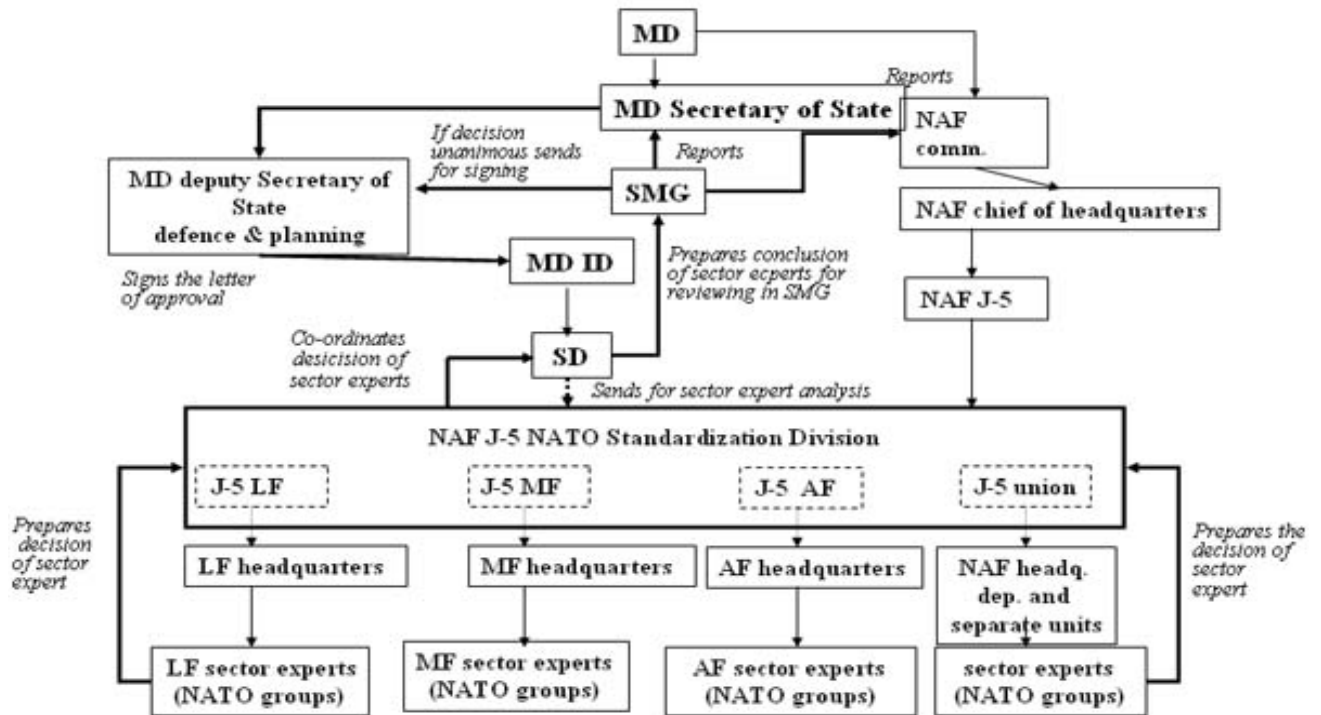 MD
Reports
MD Secretary of State
NAF
comm.
If decision
unanimous sends
for signing
Reports
MD deputy Secretary of
State
defence & planning
SMG
NAF chief of headquarters
Signs the letter
of approval
MD ID
Prepares conclusion
of sector ecperts for
reviewing in SMG
NAF J-5
Co-ordinates
desicision of
sector experts
SD
Sends for sector expert analysis
NAF J-5 NATO Standardization Division
J-5 LF
J-5 MF
J-5 AF
J-5 union
Prepares
decision
of sector
expert
Prepares the
decision of
sector
expert
LF headquarters
MF headquarters
AF headquarters
NAF headq.
dep. and
separate units
LF sector experts
(NATO groups)
MF sector experts
(NATO groups)
AF sector experts
(NATO groups)
sector experts
(NATO groups)